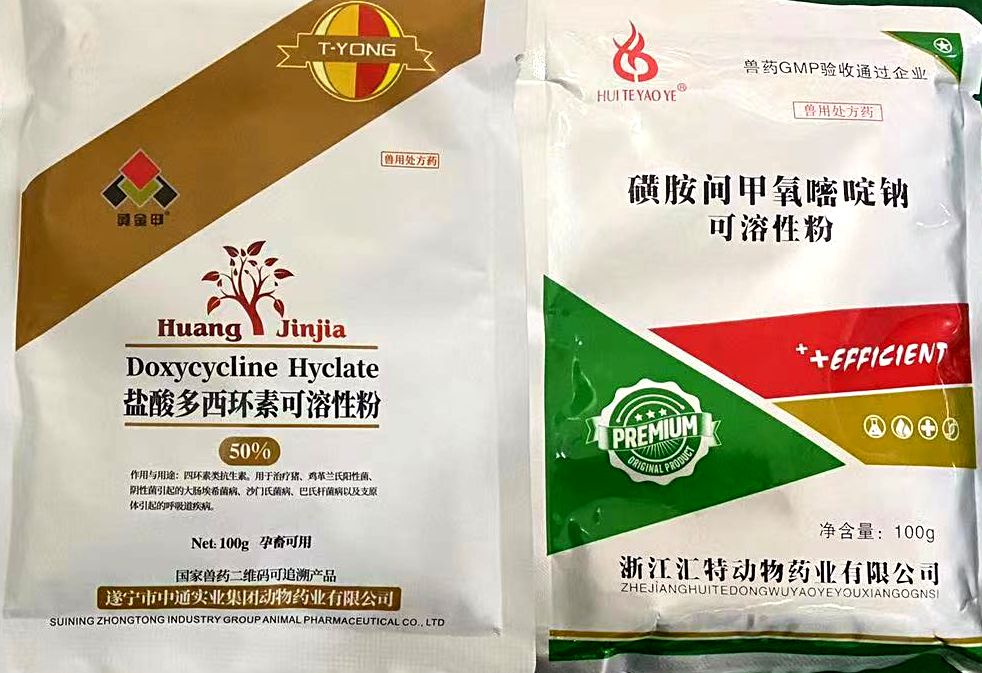 T-YONG
兽用处方药
黄金甲®
Huang Jinjia
Doxycycline Hyclate
盐酸多西环素可溶性粉
50%
作用与用途：四环素类抗生素。用于治疗猪、鸡革兰氏阳性菌、
阴性菌引起的大肠埃希菌病、沙门氏菌病、巴氏杆菌病以及支原
体引起的呼吸道疾病。
Net: 100g 孕畜可用
国家兽药二维码可追溯产品
遂宁市中通实业集团动物药业有限公司
SUINING ZHONGTONG INDUSTRY GROUP ANIMAL PHARMACEUTICAL CO., LTD
HUI TE YAO YE®
兽药GMP验收通过企业
兽用处方药
磺胺间甲氧嘧啶钠
可溶性粉
++EFFICIENT
PREMIUM
ORIGINAL PRODUCT
净含量：100g
浙江汇特动物药业有限公司
ZHEJIANGHUITEDONGWUYAOYEYOUXIANGOGNSI